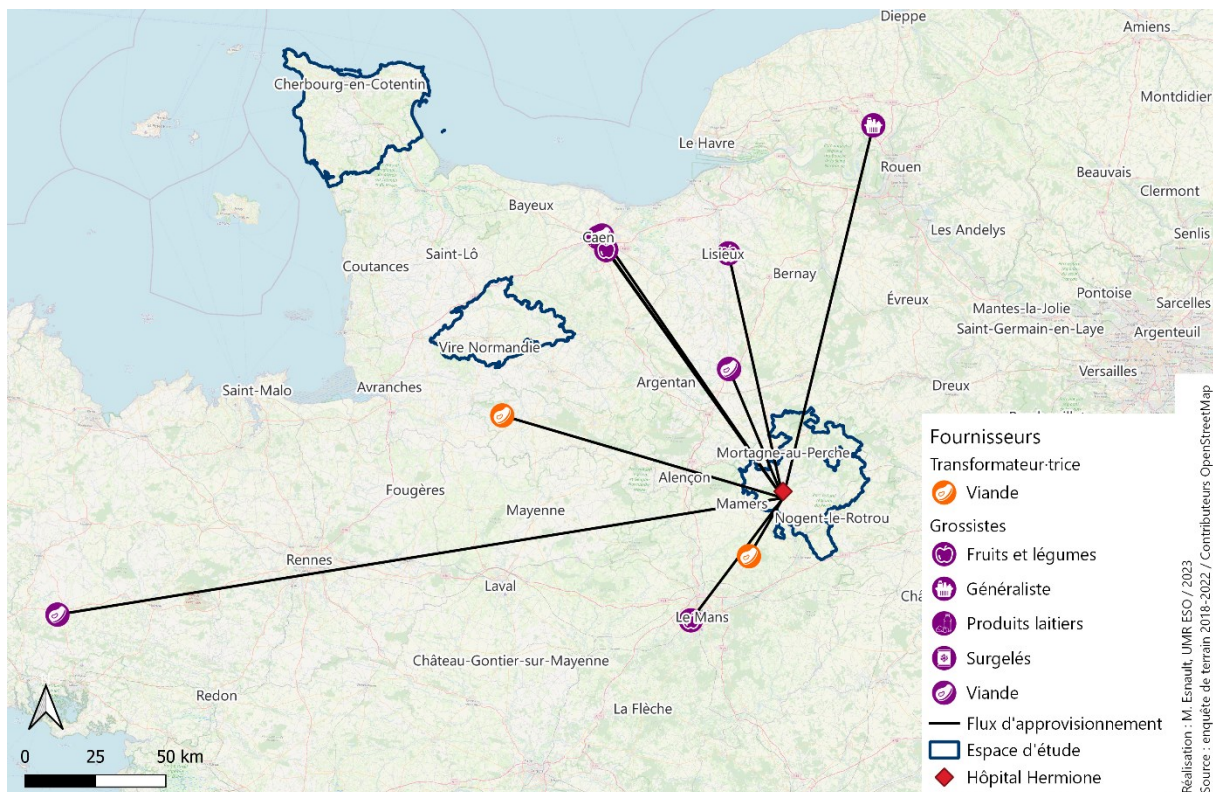 Dieppe
Amiens
Cherbourg-en-Cotentin
Montdidier
Le Havre
Rouen
Beauvais
Clermont
Bayeux
Caen
Les Andelys
Senlis
Saint-Lô
Lisieux
Coutances
Bernay
Évreux
Pontoise
Mantes-la-Jolie
Sarcelles
Saint-Germain-en-Laye
Argenteuil
Vire Normandie
Versailles
Saint-Malo
Avranches
Argentan
Dreux
Mortagne-au-Perche
Alençon
Fougères
Mamers
Mayenne
Nogent-le-Rotrou
Rennes
Laval
Le Mans
Château-Gontier-sur-Mayenne
Redon
La Flèche
0 25 50 km
Fournisseurs
Transformateur·trice
Viande
Grossistes
Fruits et légumes
Généraliste
Produits laitiers
Surgelés
Viande
Flux d'approvisionnement
Espace d'étude
Hôpital Hermione
Réalisation : M. Esnault, UMR ESO / 2023
Source : enquête de terrain 2018-2022 / Contributeurs OpenStreetMap